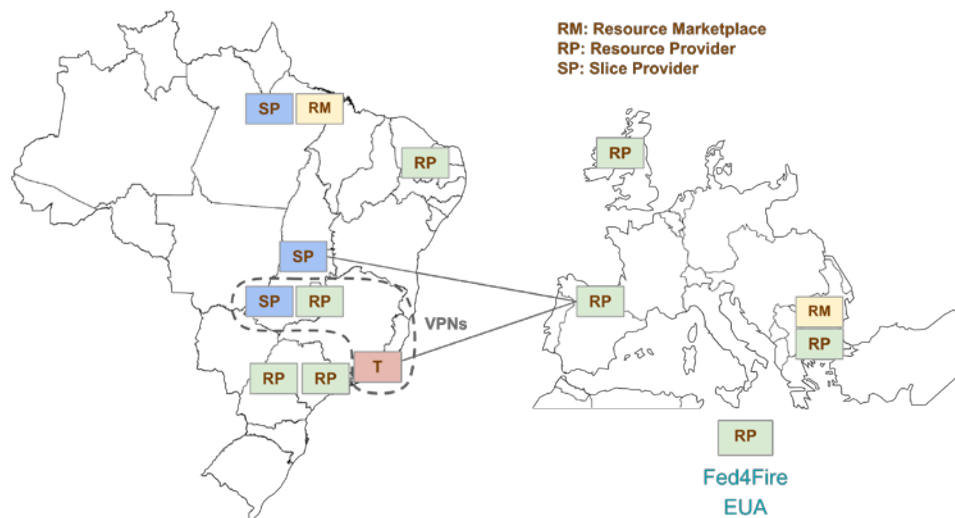 RM: Resource Marketplace
RP: Resource Provider
SP: Slice Provider
SP RM
RP
RP
SP
SP RP
RP
VPNs
RM
RP
T
RP RP
RP
Fed4Fire
EUA